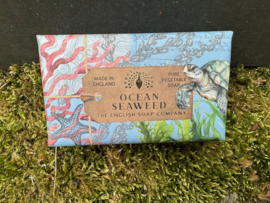 MADE IN
ENGLAND
PURE
VEGETABLE
SOAP
OCEAN
SEAWEED
THE ENGLISH SOAP COMPANY